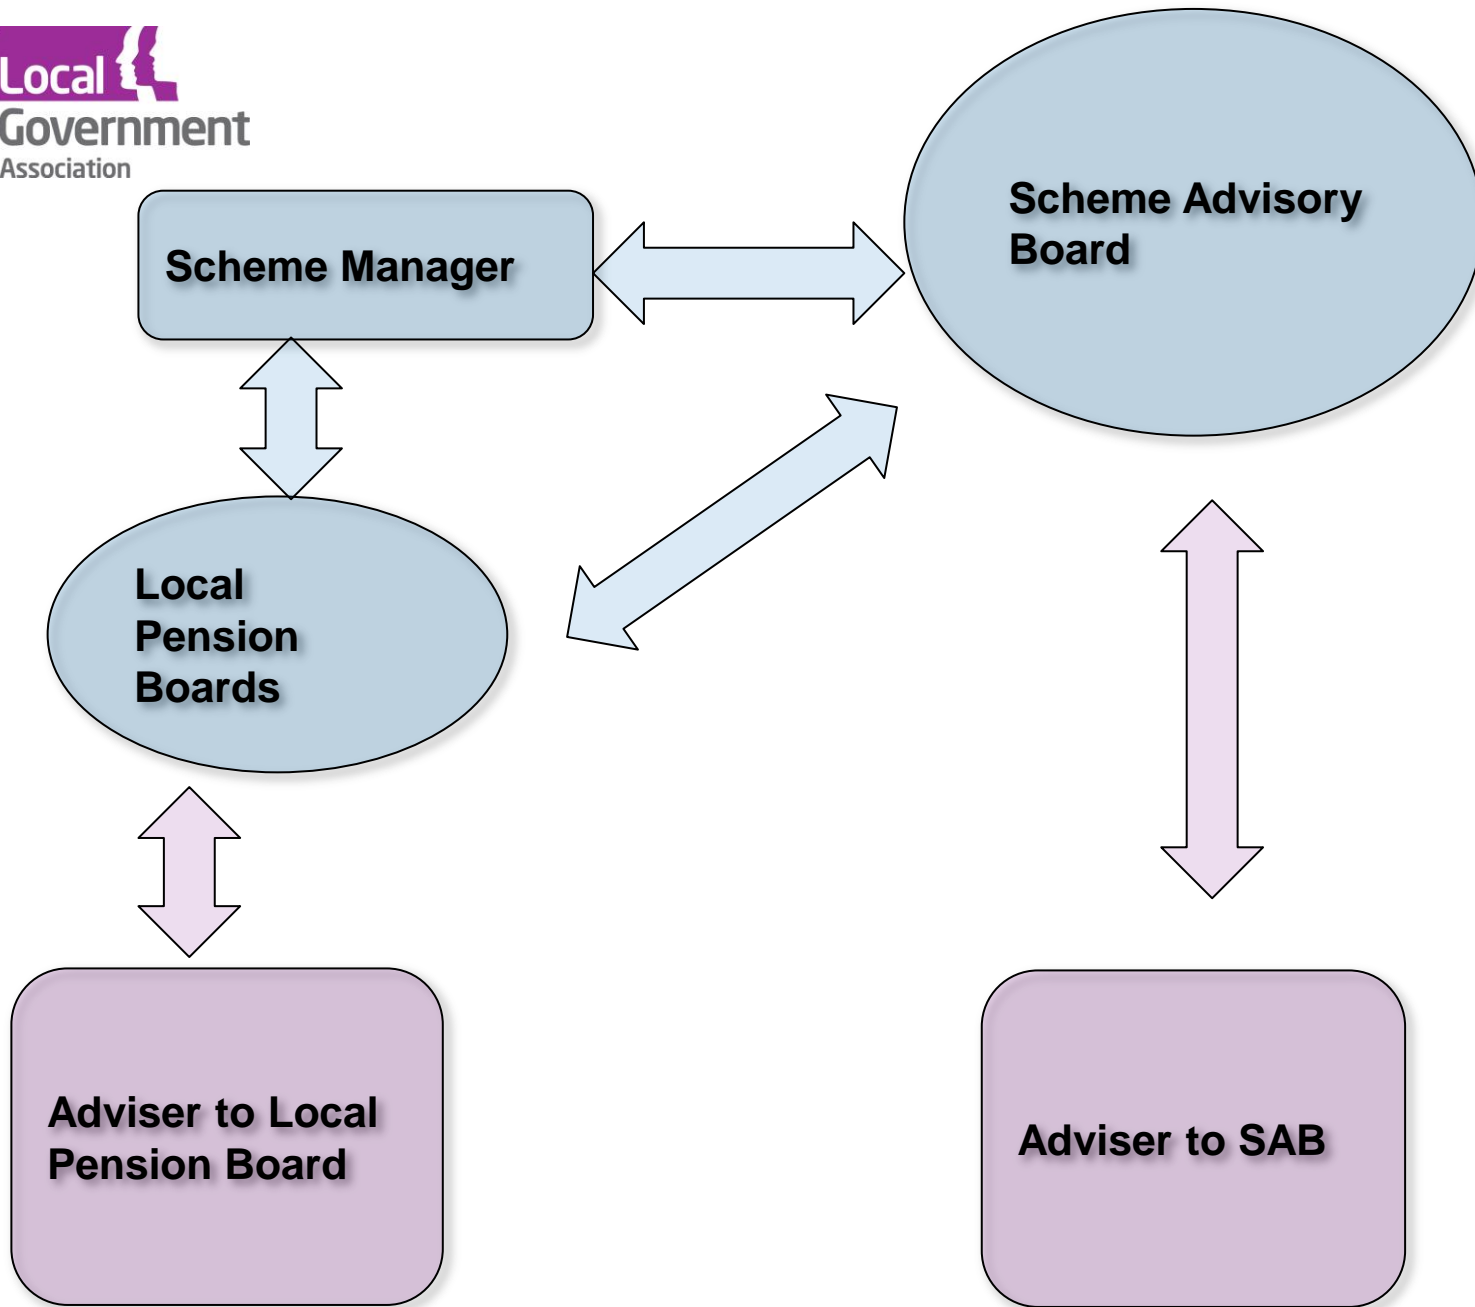 Local
Government
Association
Scheme Advisory
Board
Scheme Manager
Local
Pension
Boards
Adviser to Local
Pension Board
Adviser to SAB